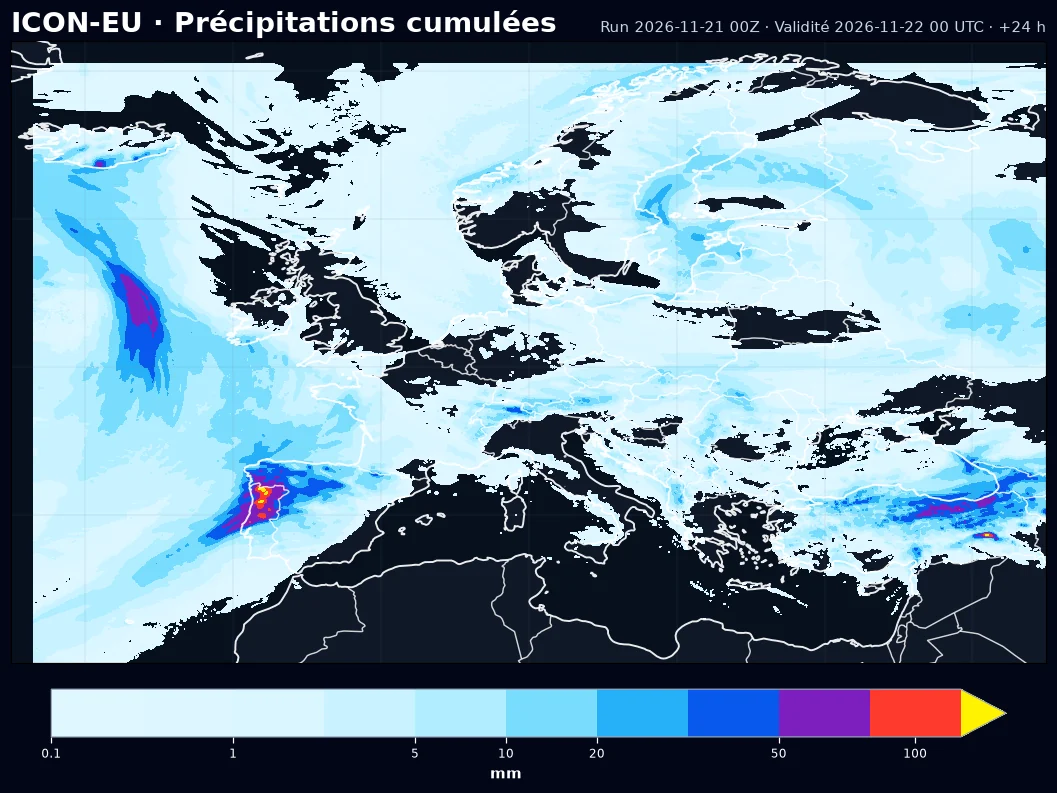 ICON-EU · Précipitations cumulées
Run 2026-11-21 00Z · Validité 2026-11-22 00 UTC · +24 h
0.1 1 5 10 20 50 100
mm